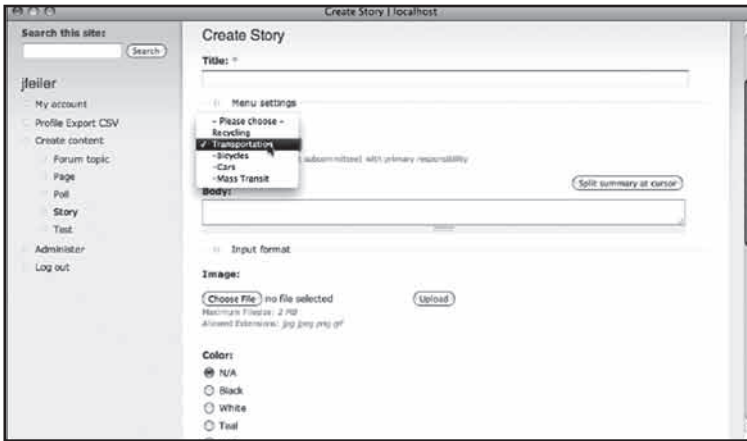 Create Story | localhost
Search this site:
Search
jfeiler
My account
Profile Export CSV
Create content
Forum topic
Page
Poll
Story
Test
Administer
Log out
Create Story
Title: *
Menu settings
- Please choose -
Recycling
✓ Transportation
-Bicycles
-Cars
-Mass Transit
subcommittee) with primary responsibility
Split summary at cursor
Body:
Input format
Image:
Choose File no file selected
Upload
Maximum Filesize: 2 MB
Allowed Extensions: jpg jpeg png gif
Color:
N/A
Black
White
Teal